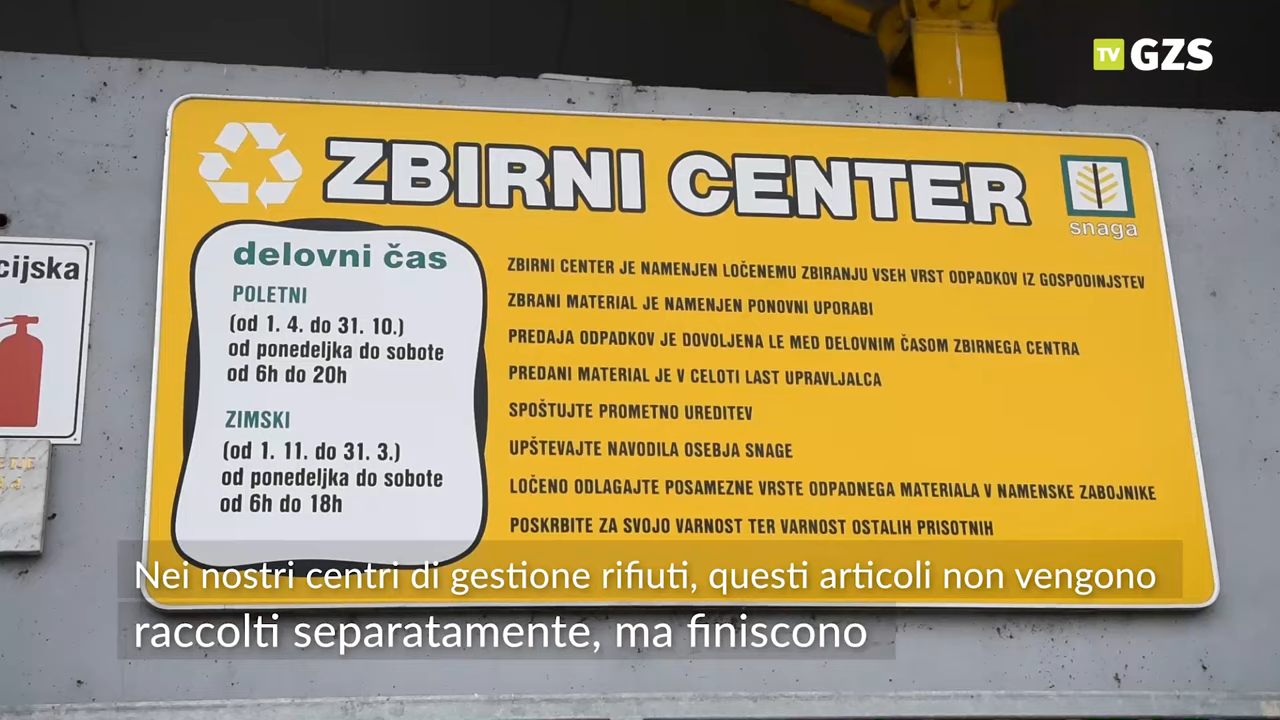 TV GZS
ZBIRNI CENTER
snaga
delovni čas
POLETNI
(od 1. 4. do 31. 10.)
od ponedeljka do sobote
od 6h do 20h
ZIMSKI
(od 1. 11. do 31. 3.)
od ponedeljka do sobote
od 6h do 18h
ZBIRNI CENTER JE NAMENJEN LOČENEMU ZBIRANJU VSEH VRST ODPADKOV IZ GOSPODINJSTEV
ZBRANI MATERIAL JE NAMENJEN PONOVNI UPORABI
PREDAJA ODPADKOV JE DOVOLJENA LE MED DELOVNIM ČASOM ZBIRNEGA CENTRA
PREDANI MATERIAL JE V CELOTI LAST UPRAVLJALCA
SPOŠTUJTE PROMETNO UREDITEV
UPŠTEVAJTE NAVODILA OSEBJA SNAGE
LOČENO ODLAGAJTE POSAMEZNE VRSTE ODPADNEGA MATERIALA V NAMENSKE ZABOJNIKE
POSKRBITE ZA SVOJO VARNOST TER VARNOST OSTALIH PRISOTNIH
cijska
Nei nostri centri di gestione rifiuti, questi articoli non vengono
raccolti separatamente, ma finiscono